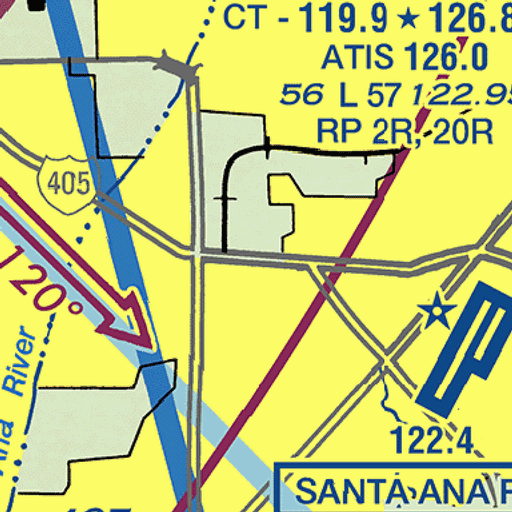 CT - 119.9 ★ 126.8
ATIS 126.0
56 L 57 122.95
RP 2R, 20R
405
120°
River
122.4
SANTA ANA